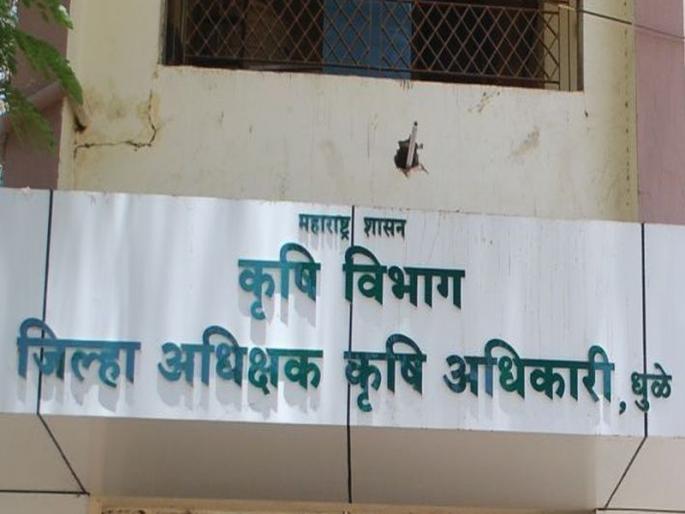 महाराष्ट्र शासन
कृषि विभाग
जिल्हा अधिक्षक कृषि अधिकारी, धुळे